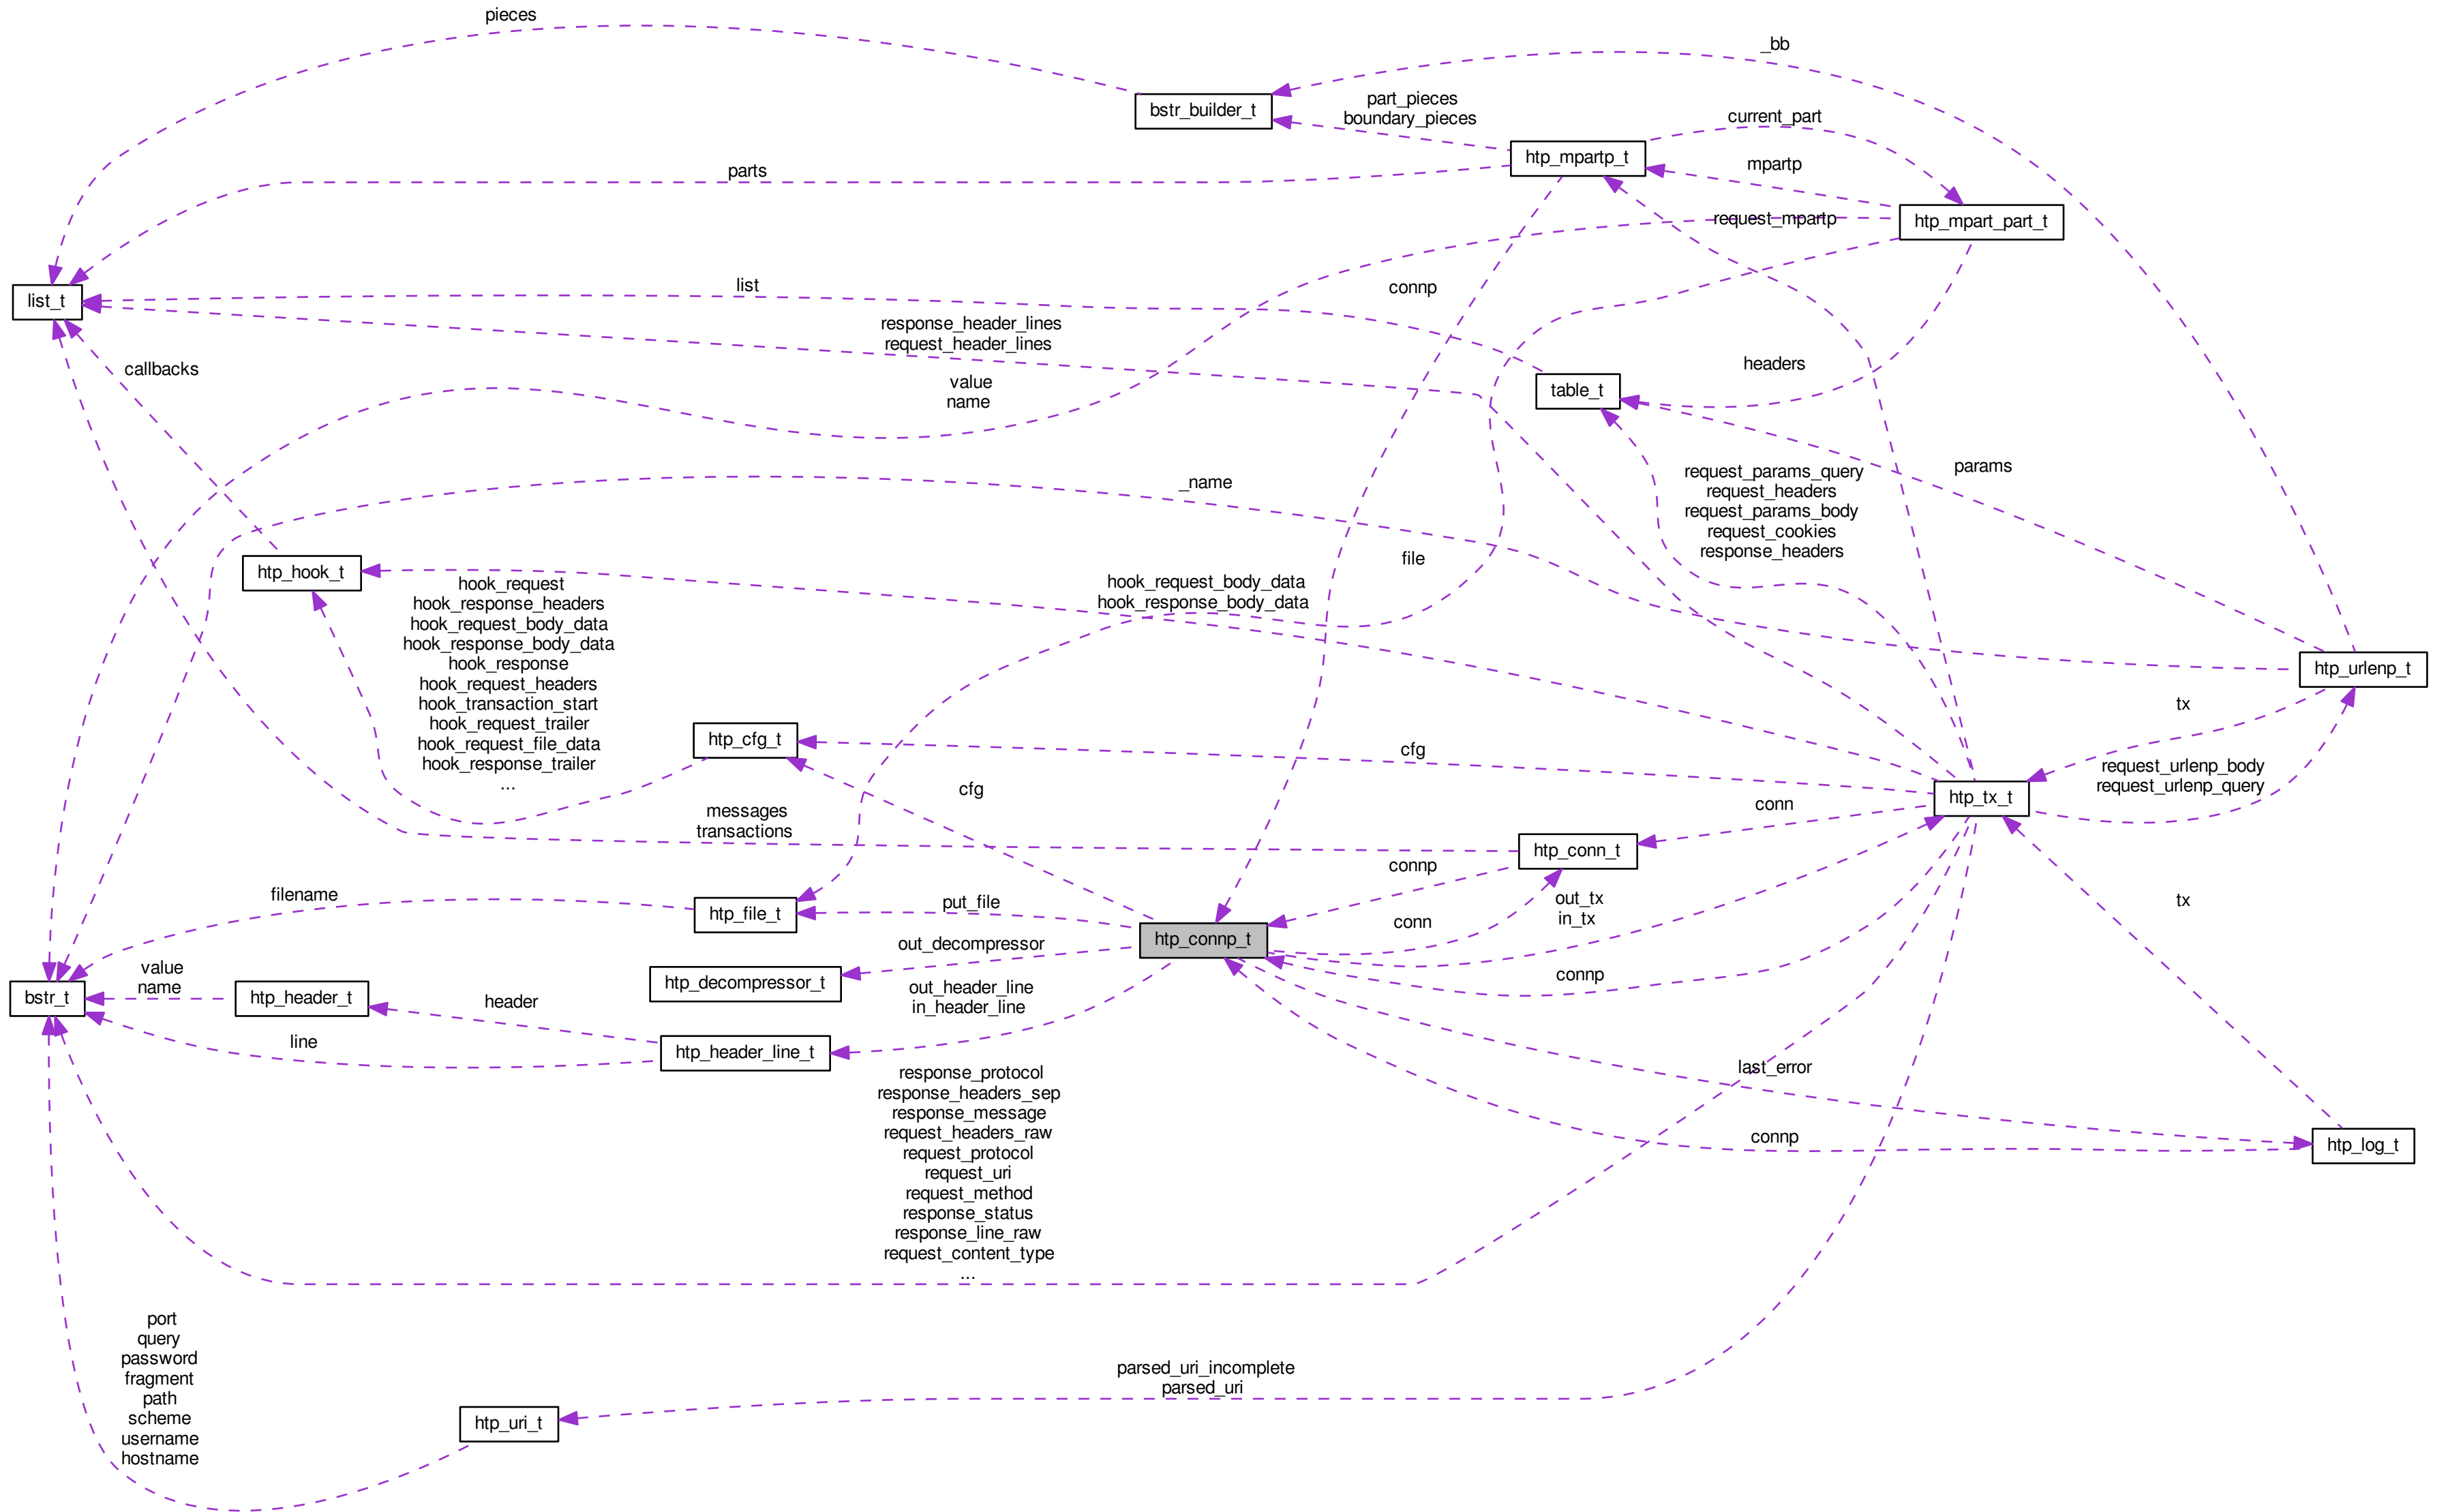 pieces
_bb
bstr_builder_t
part_pieces
boundary_pieces
current_part
htp_mpartp_t
mpartp
parts
request_mpartp
htp_mpart_part_t
list_t
list
connp
response_header_lines
request_header_lines
callbacks
value
name
headers
table_t
_name
request_params_query
request_headers
request_params_body
request_cookies
response_headers
params
htp_hook_t
file
hook_request
hook_response_headers
hook_request_body_data
hook_response_body_data
hook_response
hook_request_headers
hook_transaction_start
hook_request_trailer
hook_request_file_data
hook_response_trailer
...
hook_request_body_data
hook_response_body_data
htp_urlenp_t
tx
htp_cfg_t
cfg
request_urlenp_body
request_urlenp_query
cfg
htp_tx_t
messages
transactions
conn
htp_conn_t
connp
filename
htp_file_t
put_file
out_tx
in_tx
conn
tx
htp_connp_t
out_decompressor
htp_decompressor_t
connp
value
name
bstr_t
htp_header_t
header
out_header_line
in_header_line
line
htp_header_line_t
last_error
response_protocol
response_headers_sep
response_message
request_headers_raw
request_protocol
request_uri
request_method
response_status
response_line_raw
request_content_type
...
connp
htp_log_t
port
query
password
fragment
path
scheme
username
hostname
parsed_uri_incomplete
parsed_uri
htp_uri_t